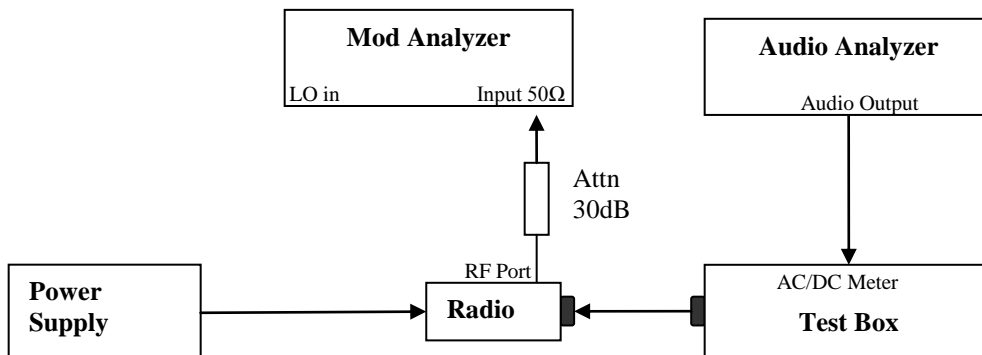 Mod Analyzer
LO in
Input 50Ω
Audio Analyzer
Audio Output
Attn
30dB
RF Port
Power
Supply
Radio
AC/DC Meter
Test Box